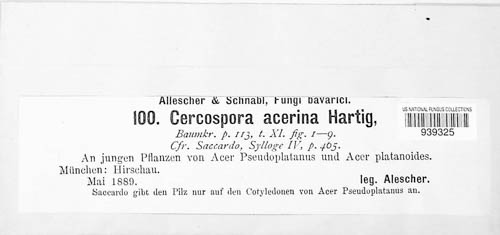 Allescher & Schnabl, Fungi bavarici.
100. Cercospora acerina Hartig,
Baumkr. p. 113, t. XI. fig. 1—9.
Cfr. Saccardo, Sylloge IV, p. 465.
An jungen Pflanzen von Acer Pseudoplatanus und Acer platanoides.
München: Hirschau.
Mai 1889. leg. Alescher.
Saccardo gibt den Pilz nur auf den Cotyledonen von Acer Pseudoplatanus an.
US NATIONAL FUNGUS COLLECTIONS
939325